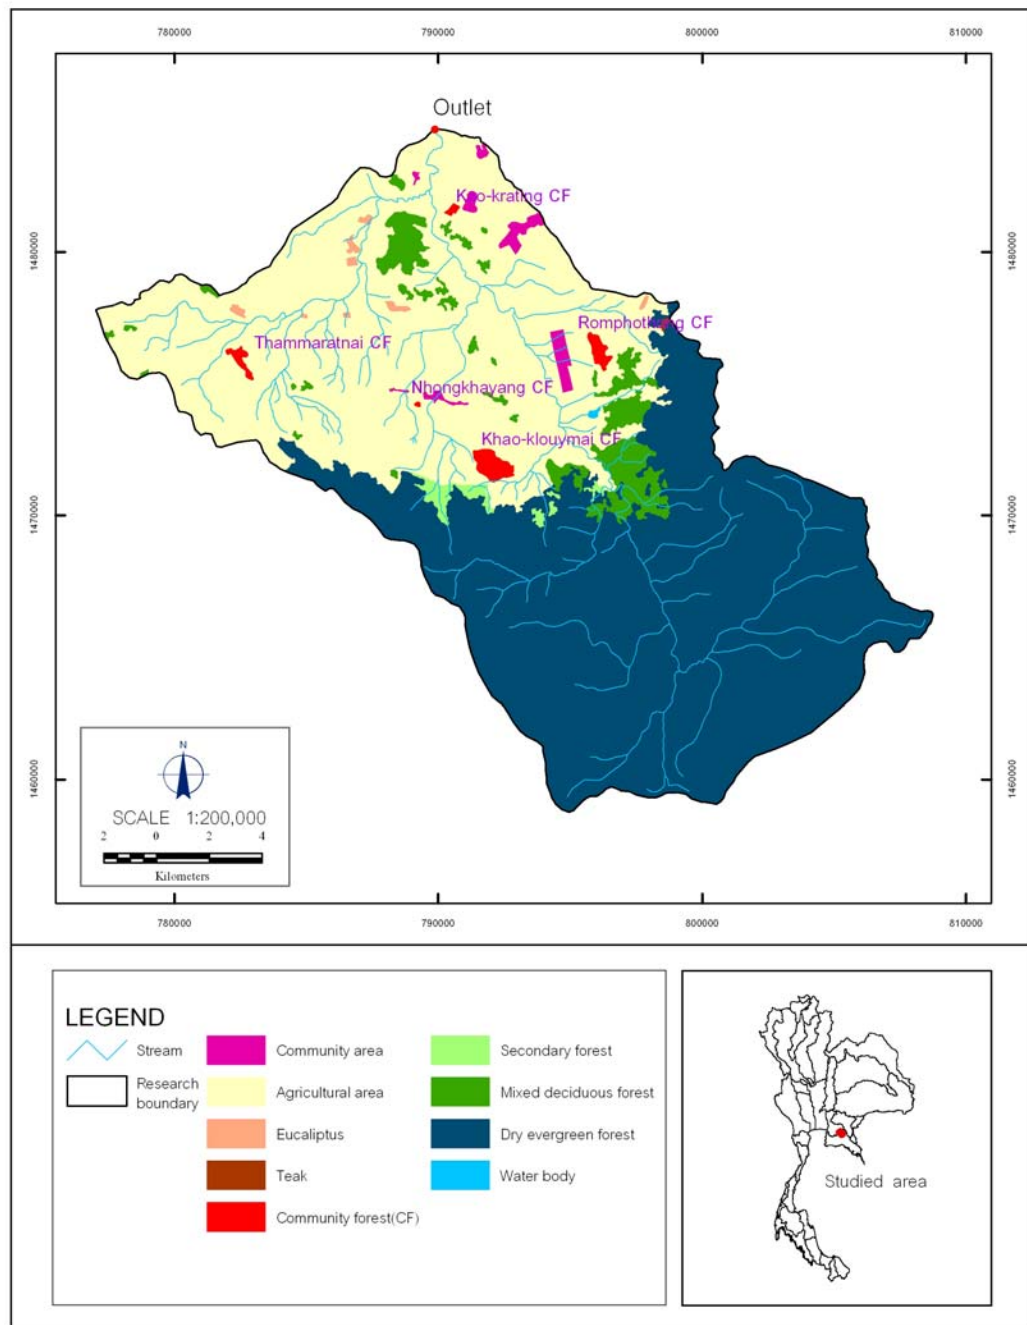 780000
790000
800000
810000
Outlet
Kao-krating CF
1480000
1480000
Romphothong CF
Thammaratnai CF
Nhongkhayang CF
Khao-klouymai CF
1470000
1470000
N
SCALE 1:200,000
2 0 2 4
Kilometers
1460000
1460000
780000
790000
800000
810000
LEGEND
Stream
Research
boundary
Community area
Agricultural area
Eucaliptus
Teak
Community forest(CF)
Secondary forest
Mixed deciduous forest
Dry evergreen forest
Water body
Studied area